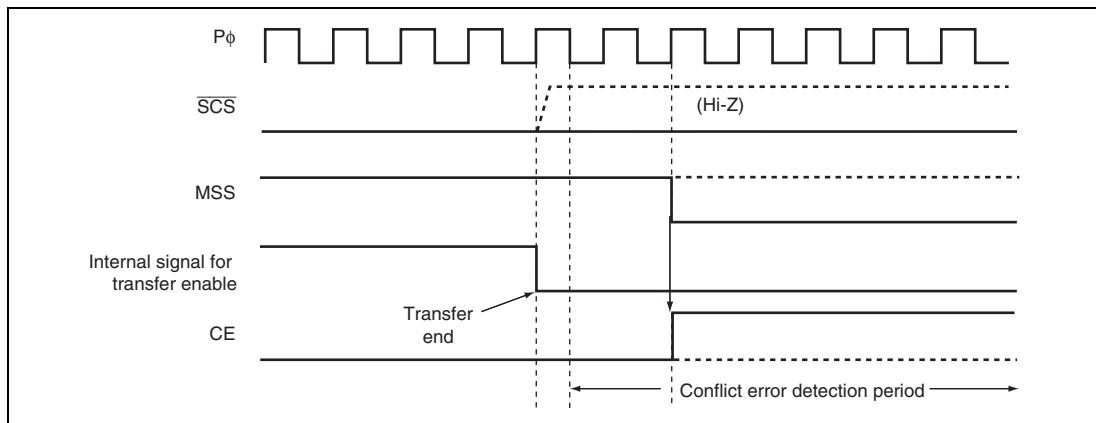 Pφ
SCS
(Hi-Z)
MSS
Internal signal for
transfer enable
Transfer
end
CE
Conflict error detection period